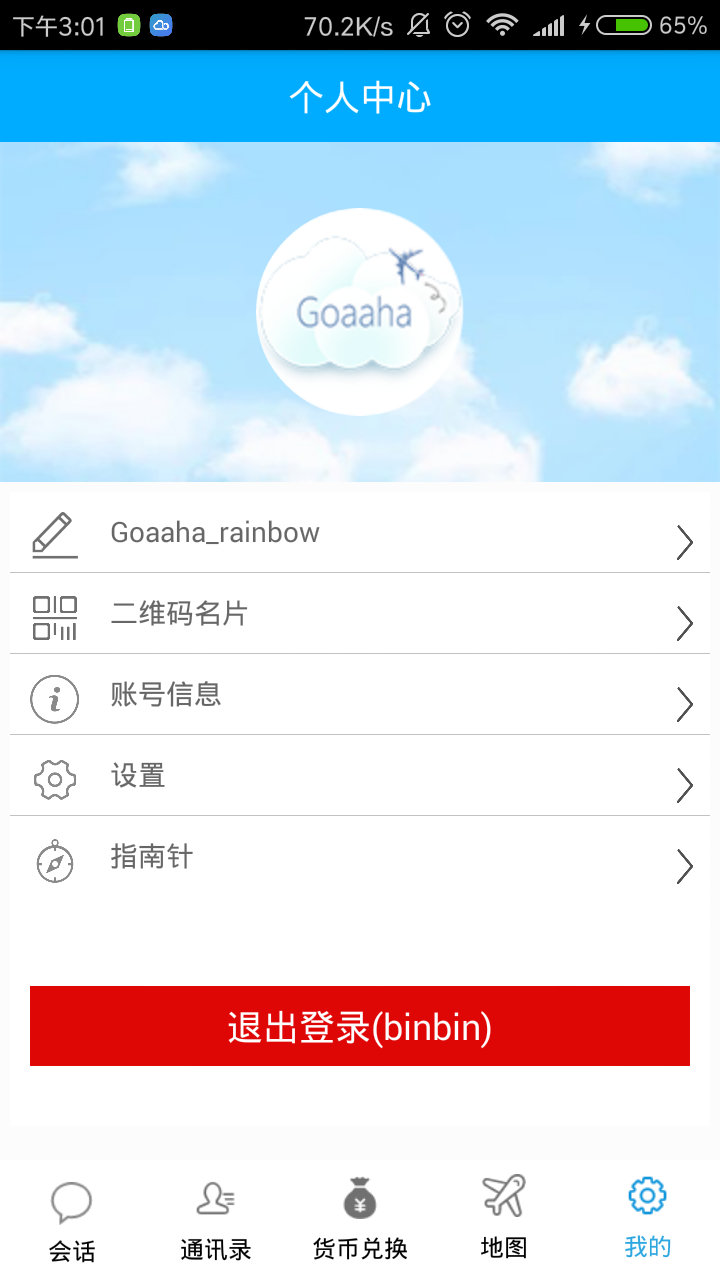 下午3:01 70.2K/s 65%
个人中心
Goaaha
Goaaha_rainbow
二维码名片
账号信息
设置
指南针
退出登录(binbin)
会话 通讯录 货币兑换 地图 我的